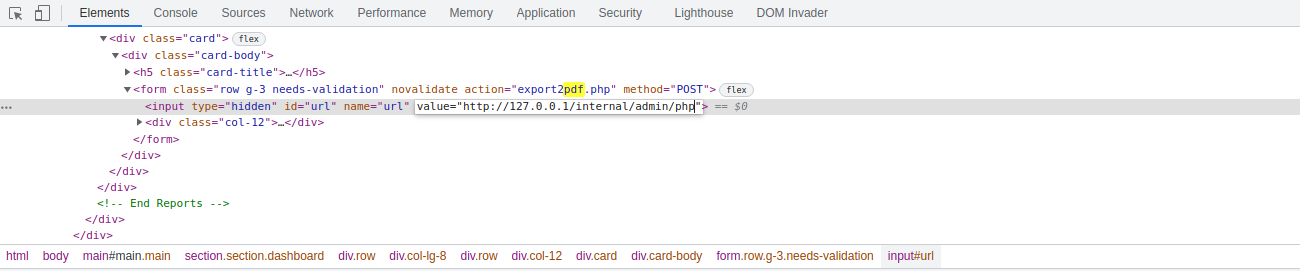 Elements Console Sources Network Performance Memory Application Security Lighthouse DOM Invader
<div class="card"> flex
<div class="card-body">
<h5 class="card-title">…</h5>
<form class="row g-3 needs-validation" novalidate action="export2pdf.php" method="POST"> flex
… <input type="hidden" id="url" name="url" value="http://127.0.0.1/internal/admin/php"> == $0
<div class="col-12">…</div>
</form>
</div>
</div>
</div>
<!-- End Reports -->
</div>
</div>
html body main#main.main section.section.dashboard div.row div.col-lg-8 div.row div.col-12 div.card div.card-body form.row.g-3.needs-validation input#url